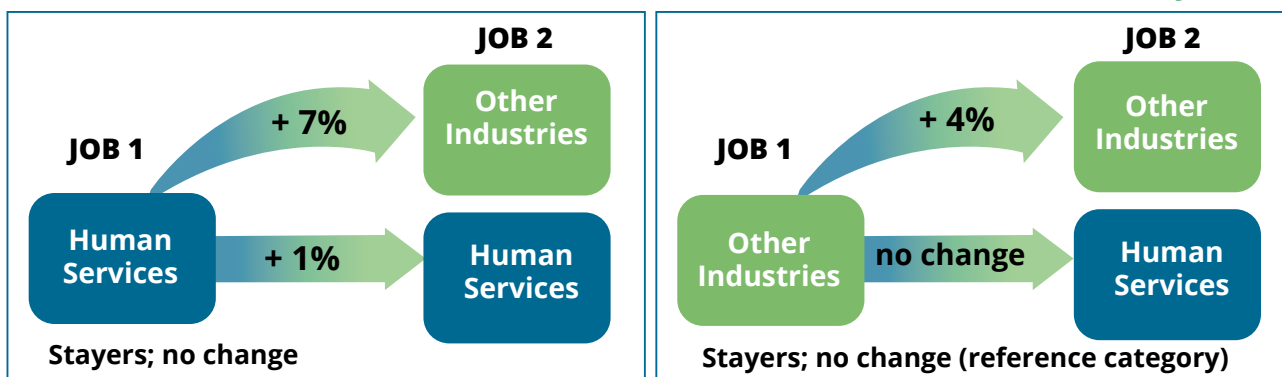 JOB 2
Other
Industries
+ 7%
JOB 1
Human
Services
+ 1%
Human
Services
Stayers; no change
JOB 2
Other
Industries
+ 4%
JOB 1
Other
Industries
no change
Human
Services
Stayers; no change (reference category)